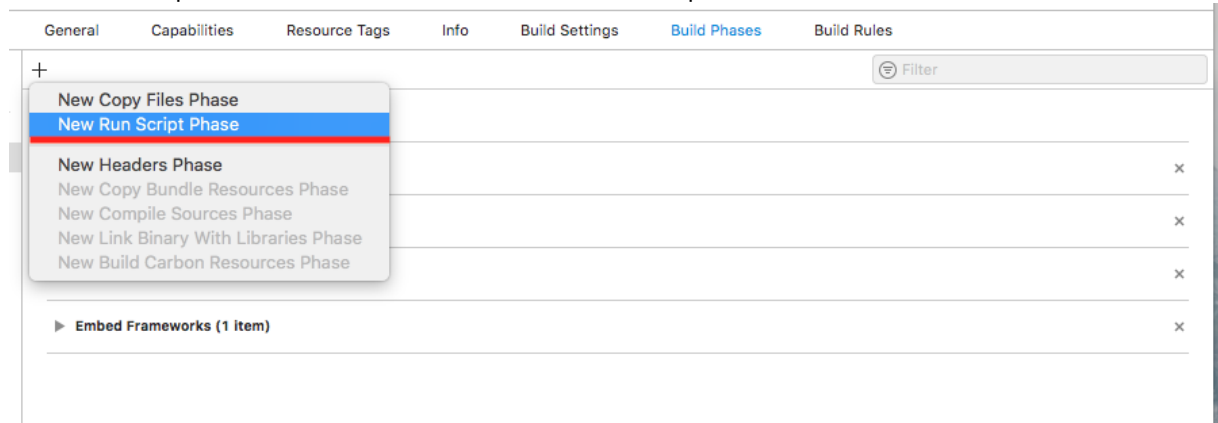 General Capabilities Resource Tags Info Build Settings Build Phases Build Rules
+ Filter
New Copy Files Phase
New Run Script Phase
New Headers Phase
New Copy Bundle Resources Phase
New Compile Sources Phase
New Link Binary With Libraries Phase
New Build Carbon Resources Phase
Embed Frameworks (1 item)